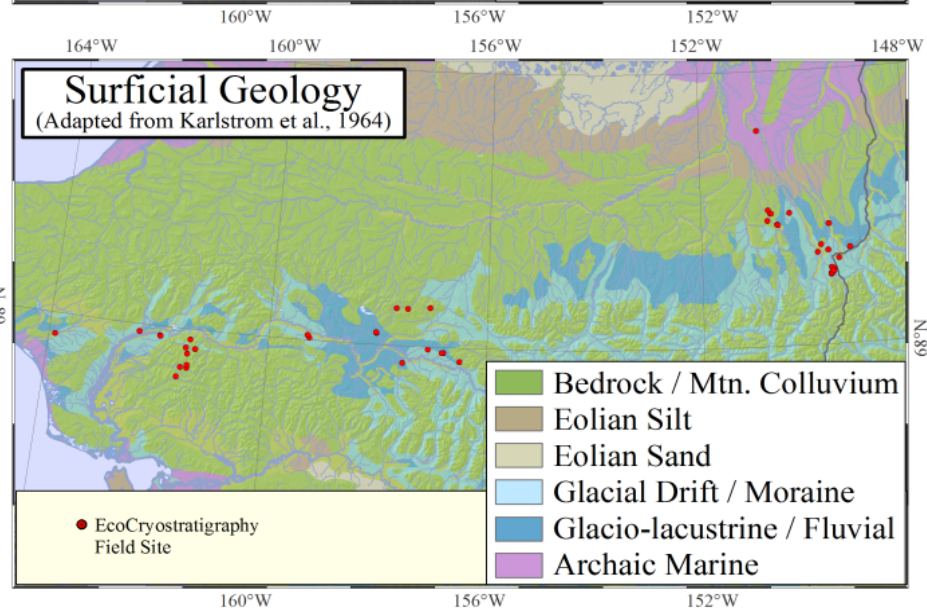 160°W 156°W 152°W
164°W 160°W 156°W 152°W 148°W
Surficial Geology
(Adapted from Karlstrom et al., 1964)
68°N
Bedrock / Mtn. Colluvium
Eolian Silt
Eolian Sand
Glacial Drift / Moraine
Glacio-lacustrine / Fluvial
Archaic Marine
EcoCryostratigraphy
Field Site
160°W 156°W 152°W